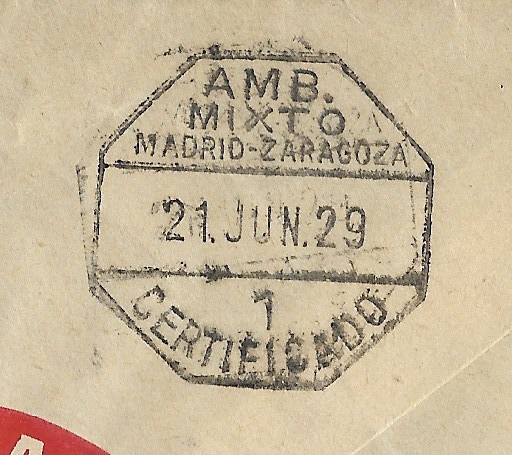 AMB.
MIXTO
MADRID-ZARAGOZA
21.JUN.29
1
CERTIFICADO
A